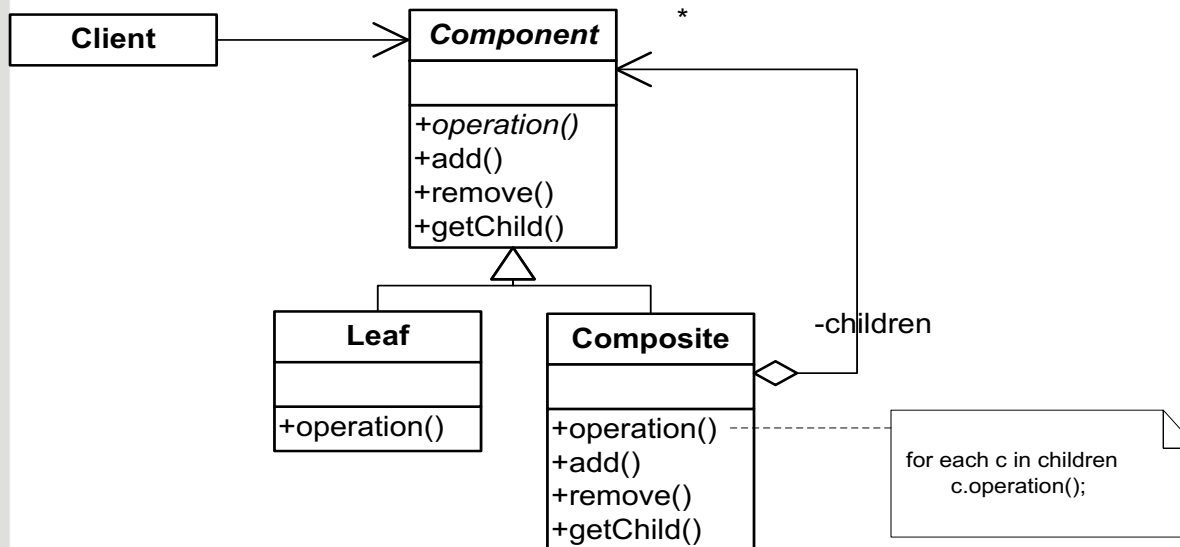 Client
Component
*
+operation()
+add()
+remove()
+getChild()
Leaf
+operation()
Composite
+operation()
+add()
+remove()
+getChild()
-children
for each c in children
c.operation();